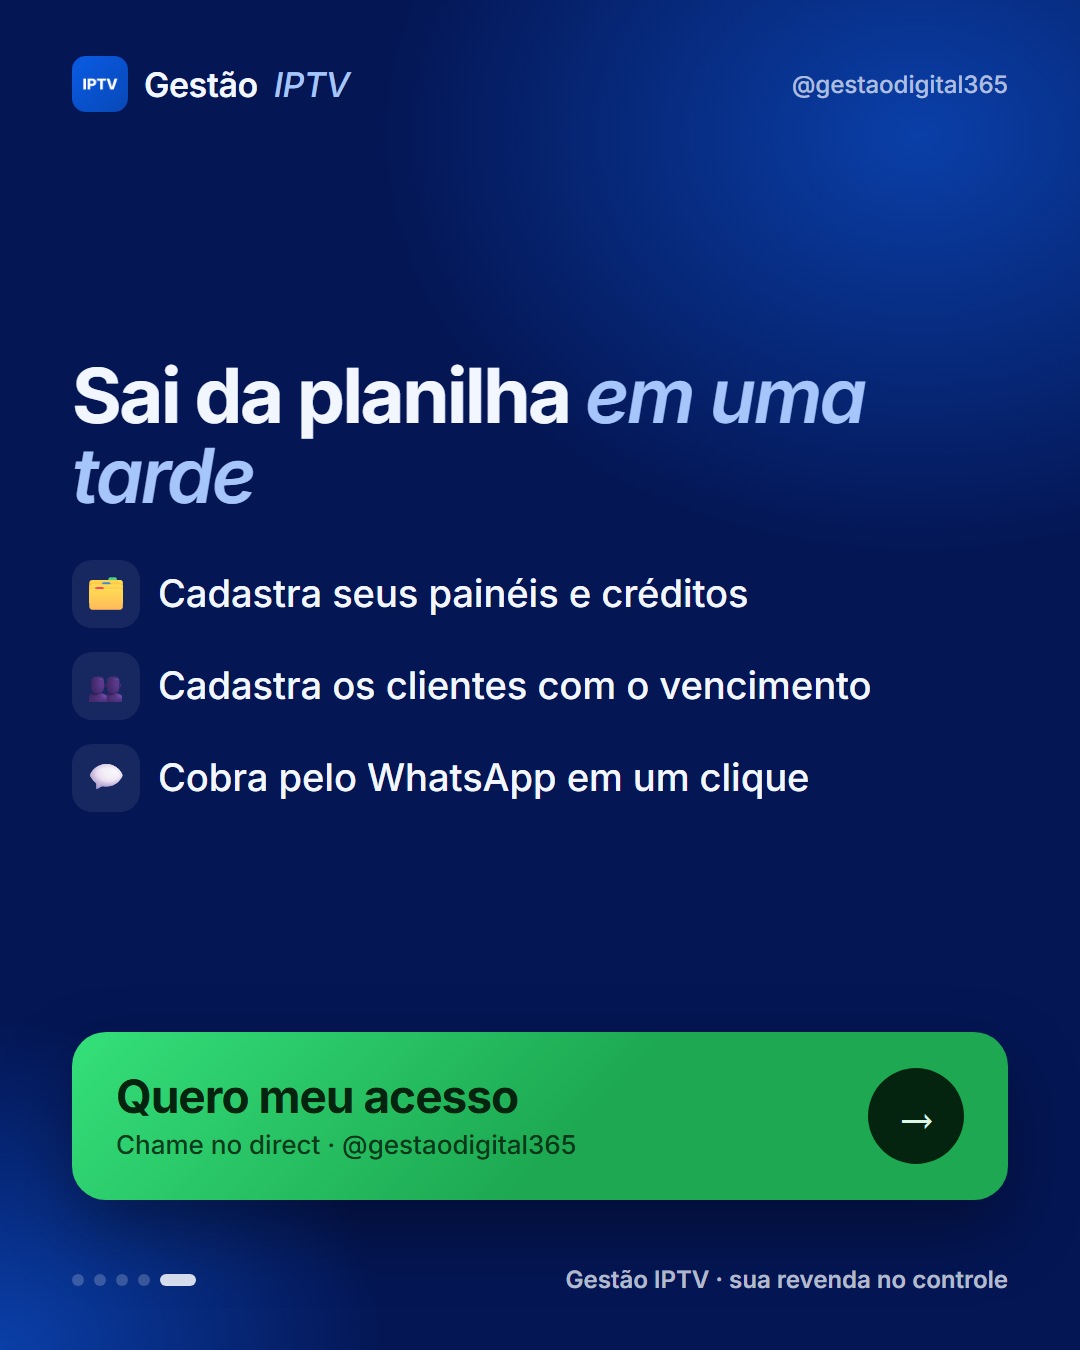 IPTV
Gestão IPTV
@gestaodigital365
Sai da planilha em uma
tarde
Cadastra seus painéis e créditos
Cadastra os clientes com o vencimento
Cobra pelo WhatsApp em um clique
Quero meu acesso
Chame no direct · @gestaodigital365
→
Gestão IPTV · sua revenda no controle